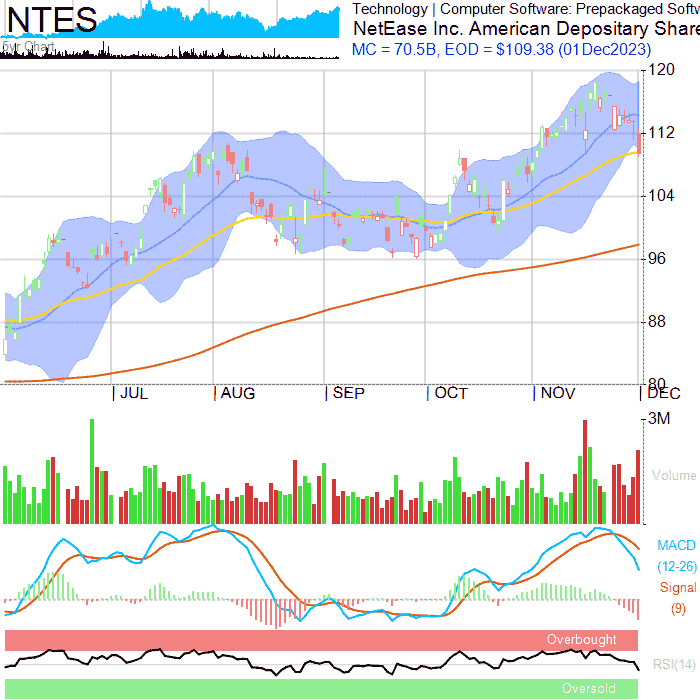 NTES
Technology | Computer Software: Prepackaged Softw
NetEase Inc. American Depositary Share
MC = 70.5B, EOD = $109.38 (01Dec2023)
5yr Chart
120
112
104
96
88
80
| JUL
| AUG
| SEP
| OCT
| NOV
| DEC
3M
Volume
MACD
(12-26)
Signal
(9)
Overbought
RSI(14)
Oversold